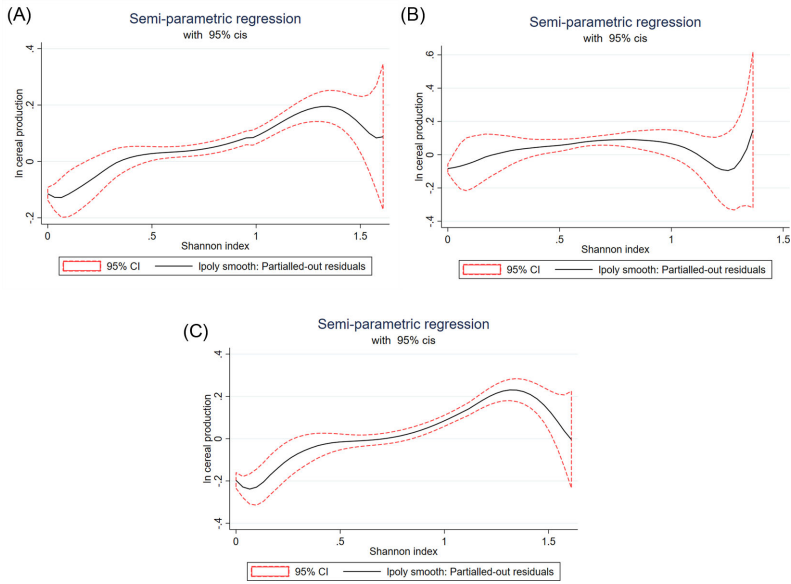 (A)
Semi-parametric regression
with 95% cis
ln cereal production
.4
.2
0
-.2
0
.5
1
1.5
Shannon index
95% CI
lpoly smooth: Partialled-out residuals
(B)
Semi-parametric regression
with 95% cis
ln cereal production
.6
.4
.2
0
-.2
-.4
0
.5
1
1.5
Shannon index
95% CI
lpoly smooth: Partialled-out residuals
(C)
Semi-parametric regression
with 95% cis
ln cereal production
.4
.2
0
-.2
-.4
0
.5
1
1.5
Shannon index
95% CI
lpoly smooth: Partialled-out residuals